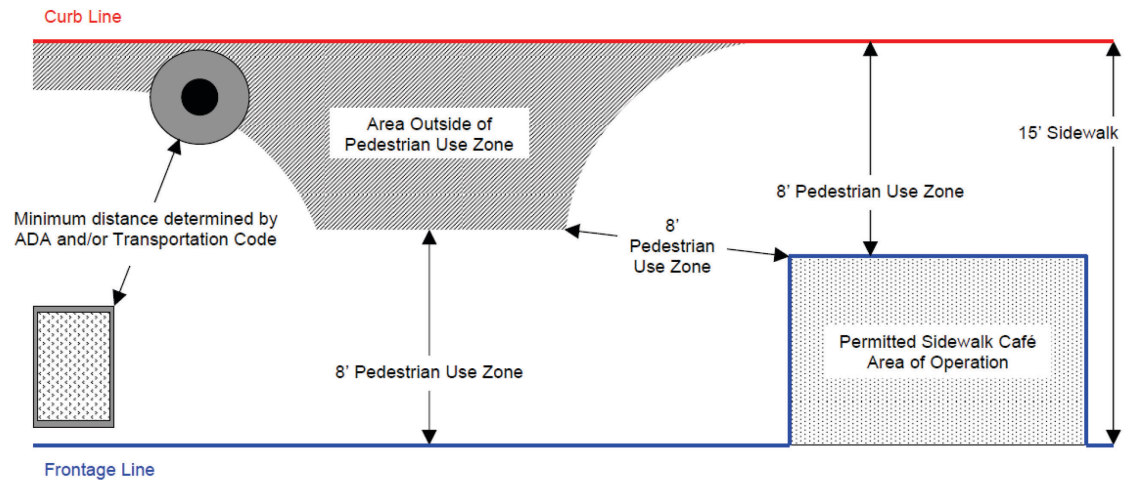 Curb Line
Area Outside of
Pedestrian Use Zone
15' Sidewalk
8' Pedestrian Use Zone
Minimum distance determined by
ADA and/or Transportation Code
8'
Pedestrian
Use Zone
Permitted Sidewalk Café
Area of Operation
8' Pedestrian Use Zone
Frontage Line